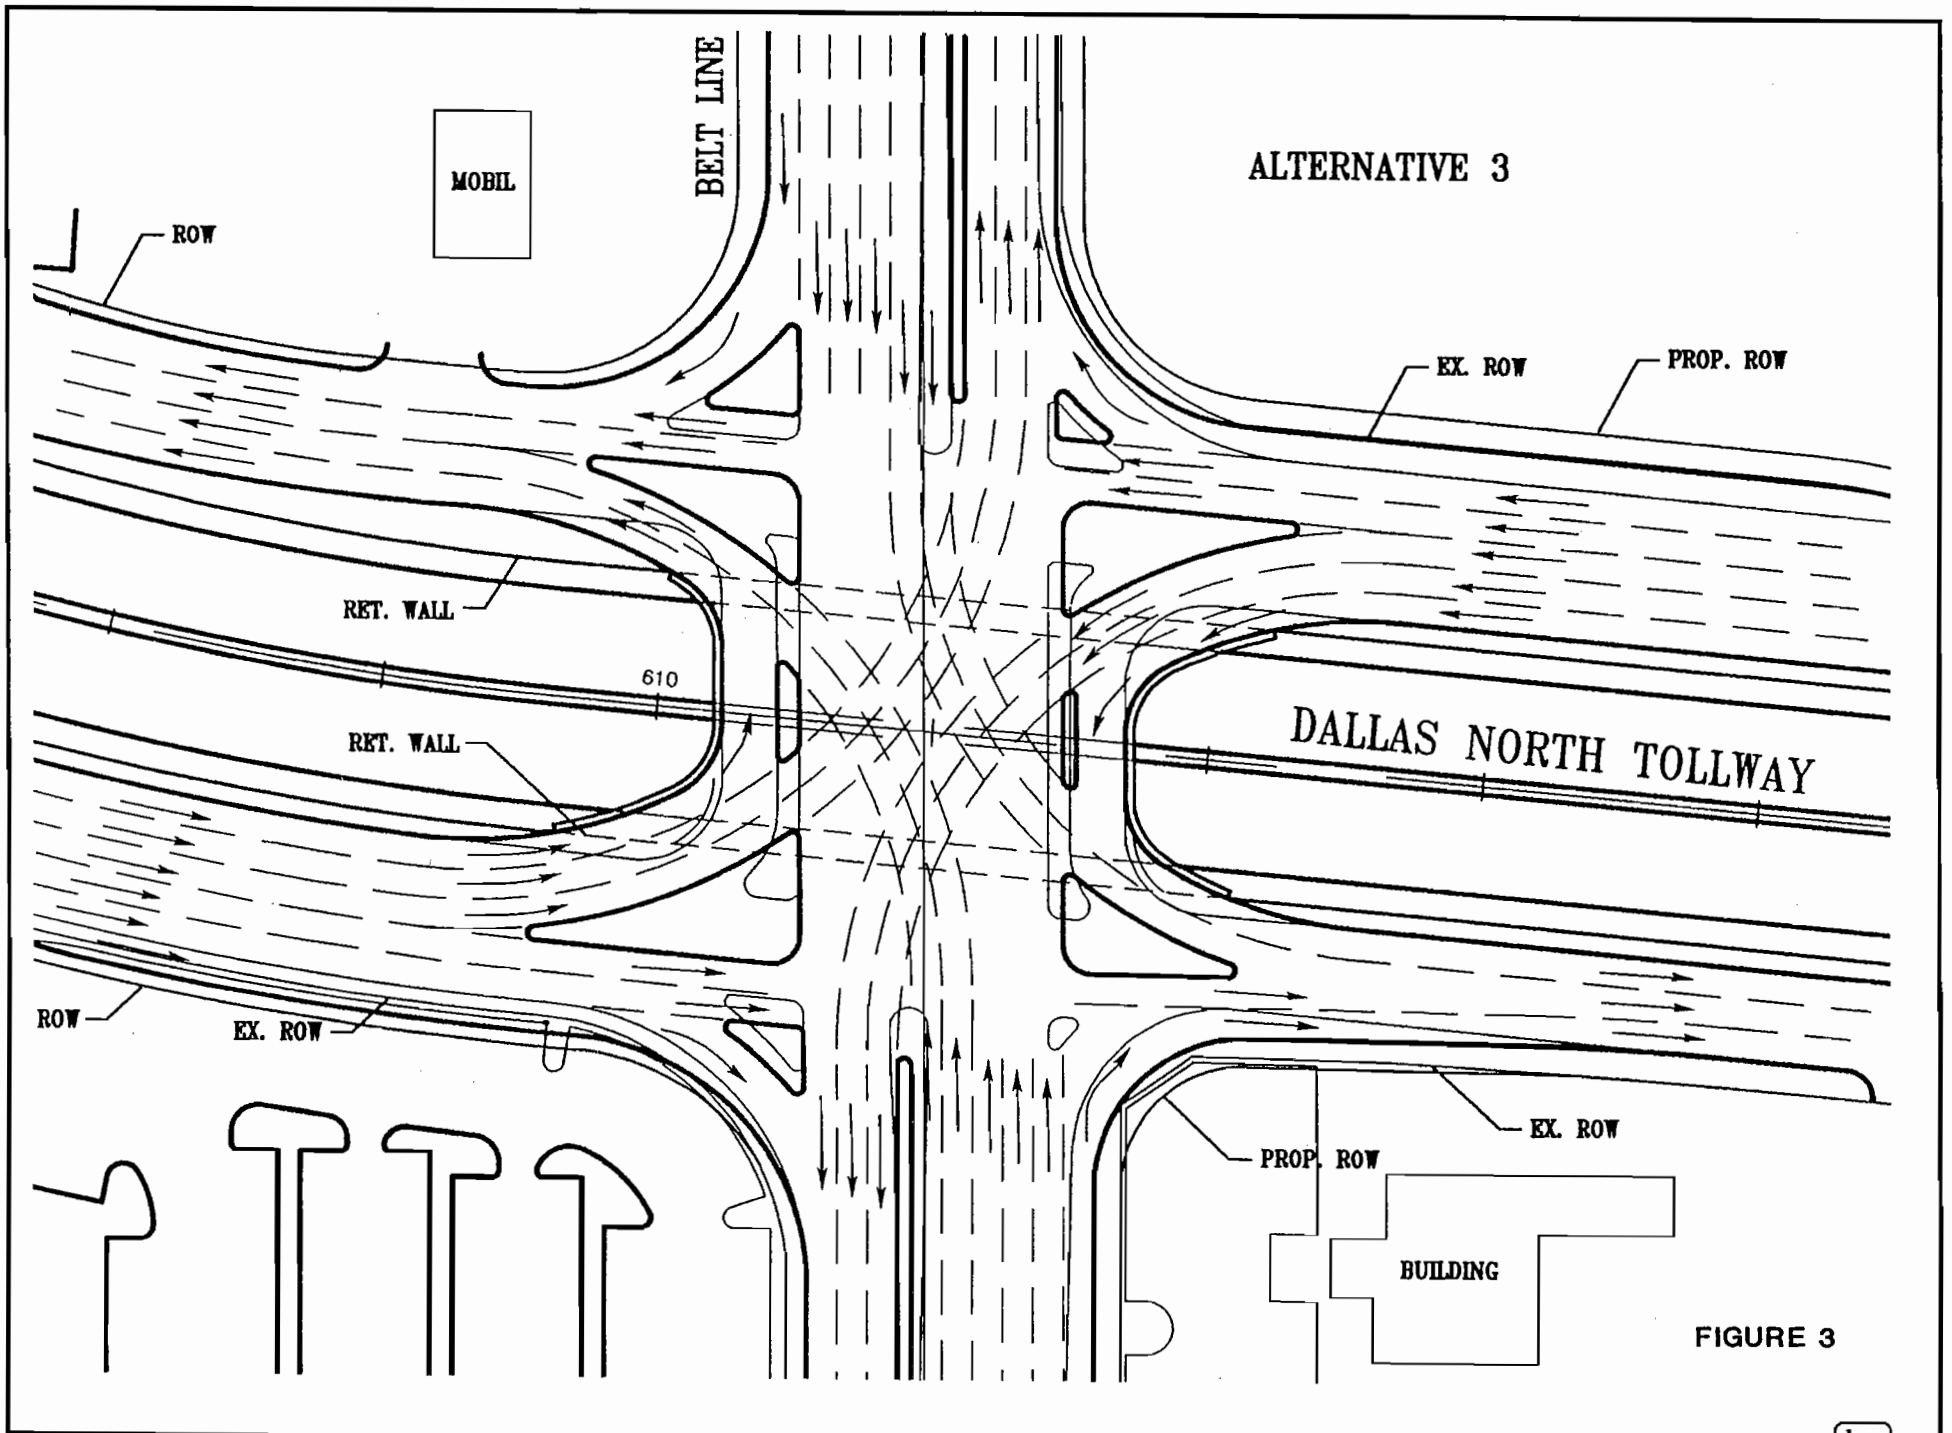 BELT LINE
ALTERNATIVE 3
MOBIL
ROW
EX. ROW
PROP. ROW
RET. WALL
610
RET. WALL
DALLAS NORTH TOLLWAY
ROW
EX. ROW
EX. ROW
PROP. ROW
BUILDING
FIGURE 3